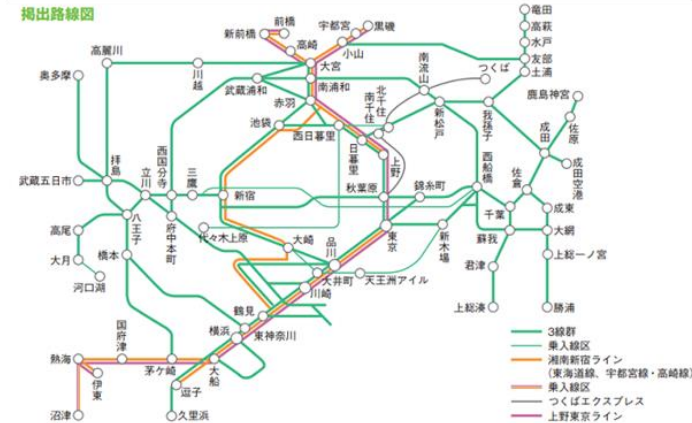 掲出路線図
前橋
新前橋
高崎
宇都宮
黒磯
小山
竜田
高萩
水戸
友部
土浦
つくば
高麗川
川越
大宮
武蔵浦和
南浦和
南流山
奥多摩
赤羽
北千住
南千住
新松戸
我孫子
鹿島神宮
佐原
成田
成田空港
池袋
西日暮里
日暮里
上野
西船橋
佐倉
拝島
立川
西国分寺
三鷹
新宿
秋葉原
錦糸町
武蔵五日市
千葉
成東
八王子
府中本町
代々木上原
東京
新木場
蘇我
大網
高尾
橋本
大崎
品川
大月
河口湖
大井町
天王洲アイル
君津
上総一ノ宮
川崎
鶴見
横浜
東神奈川
上総湊
勝浦
国府津
熱海
伊東
茅ケ崎
大船
逗子
沼津
久里浜
3線群
乗入線区
湘南新宿ライン
(東海道線、宇都宮線・高崎線)
乗入線区
つくばエクスプレス
上野東京ライン